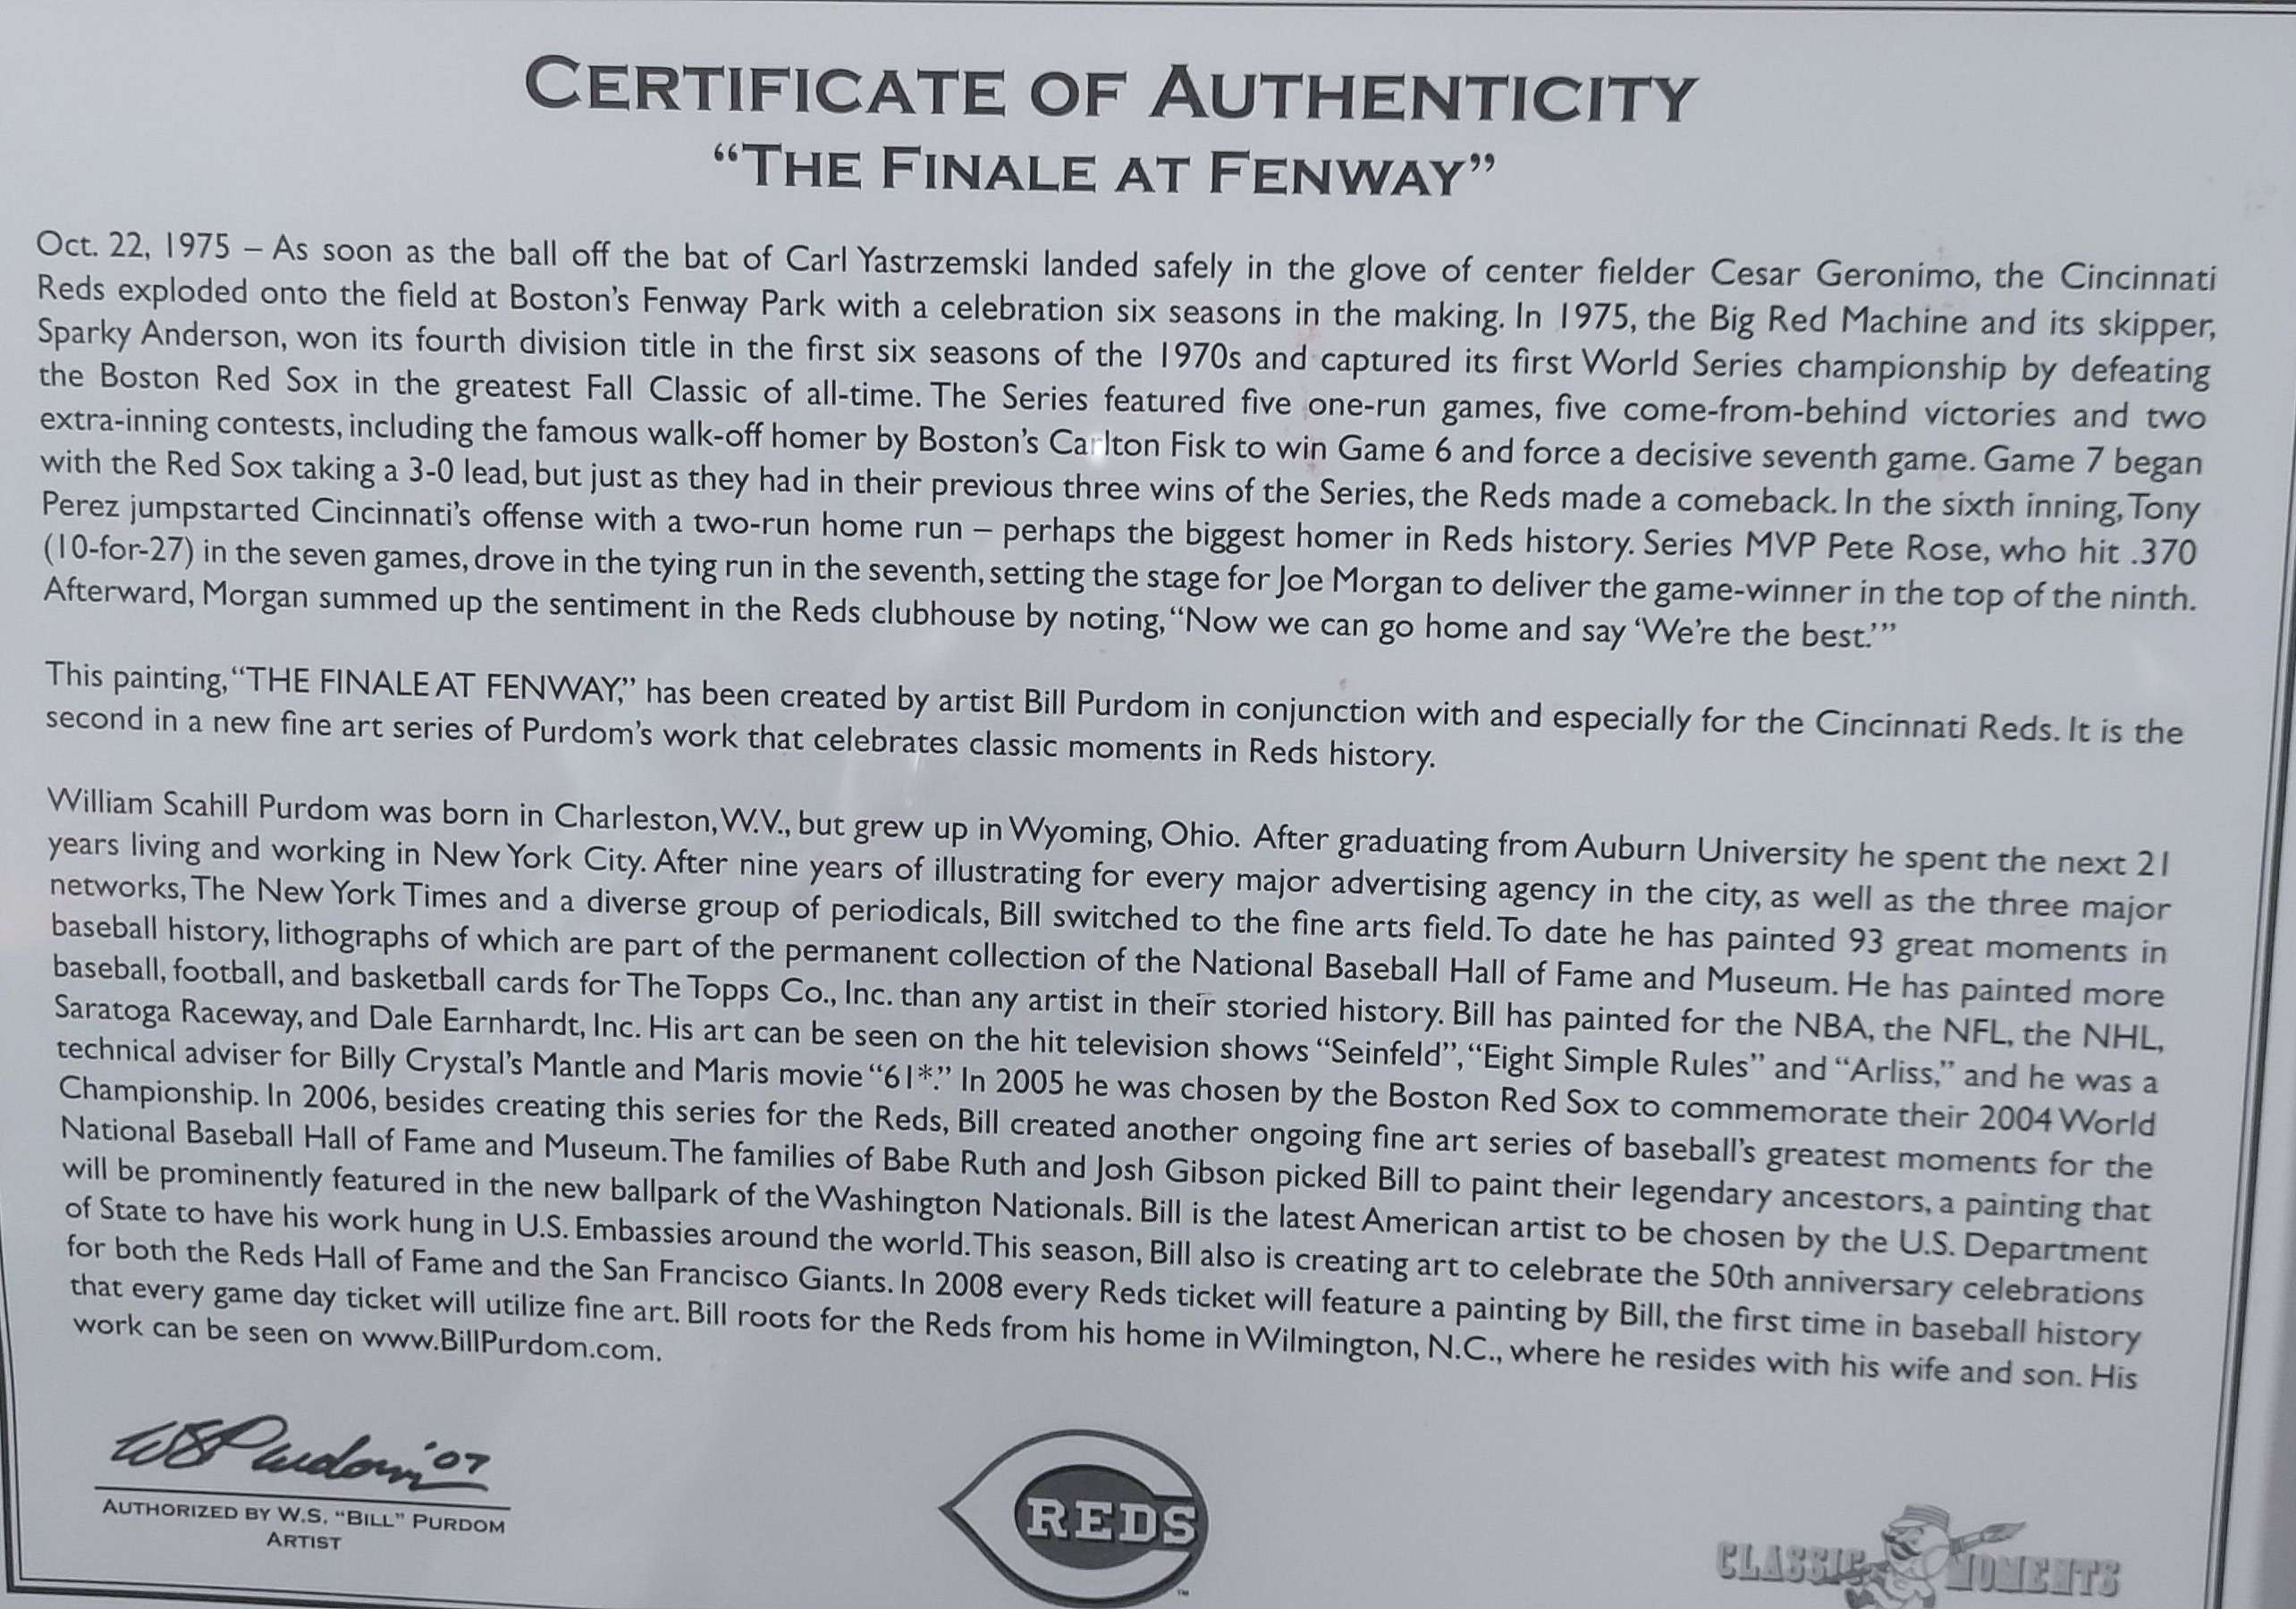 CERTIFICATE OF AUTHENTICITY
“THE FINALE AT FENWAY”
Oct. 22, 1975 – As soon as the ball off the bat of Carl Yastrzemski landed safely in the glove of center fielder Cesar Geronimo, the Cincinnati
Reds exploded onto the field at Boston’s Fenway Park with a celebration six seasons in the making. In 1975, the Big Red Machine and its skipper,
Sparky Anderson, won its fourth division title in the first six seasons of the 1970s and captured its first World Series championship by defeating
the Boston Red Sox in the greatest Fall Classic of all-time. The Series featured five one-run games, five come-from-behind victories and two
extra-inning contests, including the famous walk-off homer by Boston’s Carlton Fisk to win Game 6 and force a decisive seventh game. Game 7 began
with the Red Sox taking a 3-0 lead, but just as they had in their previous three wins of the Series, the Reds made a comeback. In the sixth inning, Tony
Perez jumpstarted Cincinnati’s offense with a two-run home run – perhaps the biggest homer in Reds history. Series MVP Pete Rose, who hit .370
(10-for-27) in the seven games, drove in the tying run in the seventh, setting the stage for Joe Morgan to deliver the game-winner in the top of the ninth.
Afterward, Morgan summed up the sentiment in the Reds clubhouse by noting, “Now we can go home and say ‘We’re the best.’”
This painting, “THE FINALE AT FENWAY,” has been created by artist Bill Purdom in conjunction with and especially for the Cincinnati Reds. It is the
second in a new fine art series of Purdom’s work that celebrates classic moments in Reds history.
William Scahill Purdom was born in Charleston, W.V., but grew up in Wyoming, Ohio. After graduating from Auburn University he spent the next 21
years living and working in New York City. After nine years of illustrating for every major advertising agency in the city, as well as the three major
networks, The New York Times and a diverse group of periodicals, Bill switched to the fine arts field. To date he has painted 93 great moments in
baseball history, lithographs of which are part of the permanent collection of the National Baseball Hall of Fame and Museum. He has painted more
baseball, football, and basketball cards for The Topps Co., Inc. than any artist in their storied history. Bill has painted for the NBA, the NFL, the NHL,
Saratoga Raceway, and Dale Earnhardt, Inc. His art can be seen on the hit television shows “Seinfeld”, “Eight Simple Rules” and “Arliss,” and he was a
technical adviser for Billy Crystal’s Mantle and Maris movie “61*.” In 2005 he was chosen by the Boston Red Sox to commemorate their 2004 World
Championship. In 2006, besides creating this series for the Reds, Bill created another ongoing fine art series of baseball’s greatest moments for the
National Baseball Hall of Fame and Museum. The families of Babe Ruth and Josh Gibson picked Bill to paint their legendary ancestors, a painting that
will be prominently featured in the new ballpark of the Washington Nationals. Bill is the latest American artist to be chosen by the U.S. Department
of State to have his work hung in U.S. Embassies around the world. This season, Bill also is creating art to celebrate the 50th anniversary celebrations
for both the Reds Hall of Fame and the San Francisco Giants. In 2008 every Reds ticket will feature a painting by Bill, the first time in baseball history
that every game day ticket will utilize fine art. Bill roots for the Reds from his home in Wilmington, N.C., where he resides with his wife and son. His
work can be seen on www.BillPurdom.com.
WSPurdom '07
AUTHORIZED BY W.S. “BILL” PURDOM
ARTIST
REDS
TM
CLASSIC MOMENTS